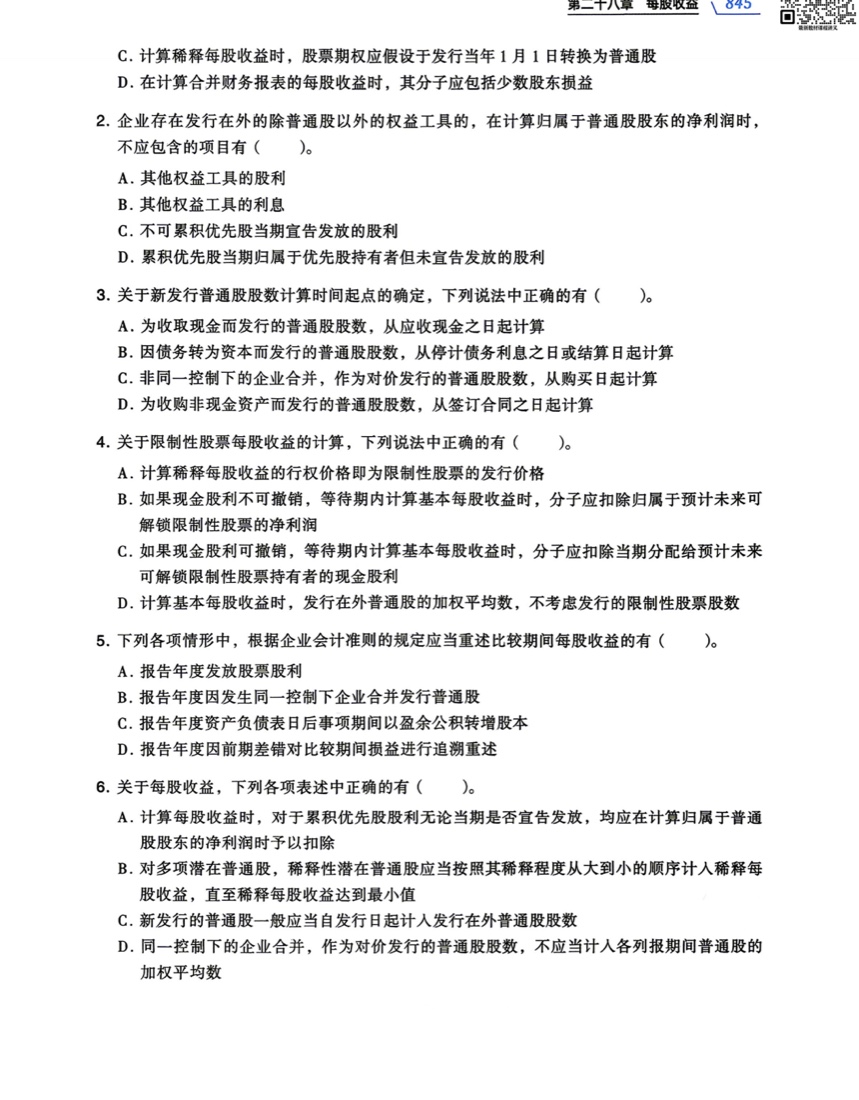 第二十八章 每股收益 845
C. 计算稀释每股收益时，股票期权应假设于发行当年 1 月 1 日转换为普通股
D. 在计算合并财务报表的每股收益时，其分子应包括少数股东损益
2. 企业存在发行在外的除普通股以外的权益工具的，在计算归属于普通股股东的净利润时，
不应包含的项目有（ ）。
A. 其他权益工具的股利
B. 其他权益工具的利息
C. 不可累积优先股当期宣告发放的股利
D. 累积优先股当期归属于优先股持有者但未宣告发放的股利
3. 关于新发行普通股股数计算时间起点的确定，下列说法中正确的有（ ）。
A. 为收取现金而发行的普通股股数，从应收现金之日起计算
B. 因债务转为资本而发行的普通股股数，从停计债务利息之日或结算日起计算
C. 非同一控制下的企业合并，作为对价发行的普通股股数，从购买日起计算
D. 为收购非现金资产而发行的普通股股数，从签订合同之日起计算
4. 关于限制性股票每股收益的计算，下列说法中正确的有（ ）。
A. 计算稀释每股收益的行权价格即为限制性股票的发行价格
B. 如果现金股利不可撤销，等待期内计算基本每股收益时，分子应扣除归属于预计未来可
解锁限制性股票的净利润
C. 如果现金股利可撤销，等待期内计算基本每股收益时，分子应扣除当期分配给预计未来
可解锁限制性股票持有者的现金股利
D. 计算基本每股收益时，发行在外普通股的加权平均数，不考虑发行的限制性股票股数
5. 下列各项情形中，根据企业会计准则的规定应当重述比较期间每股收益的有（ ）。
A. 报告年度发放股票股利
B. 报告年度因发生同一控制下企业合并发行普通股
C. 报告年度资产负债表日后事项期间以盈余公积转增股本
D. 报告年度因前期差错对比较期间损益进行追溯重述
6. 关于每股收益，下列各项表述中正确的有（ ）。
A. 计算每股收益时，对于累积优先股股利无论当期是否宣告发放，均应在计算归属于普通
股股东的净利润时予以扣除
B. 对多项潜在普通股，稀释性潜在普通股应当按照其稀释程度从大到小的顺序计入稀释每
股收益，直至稀释每股收益达到最小值
C. 新发行的普通股一般应当自发行日起计入发行在外普通股股数
D. 同一控制下的企业合并，作为对价发行的普通股股数，不应当计入各列报期间普通股的
加权平均数